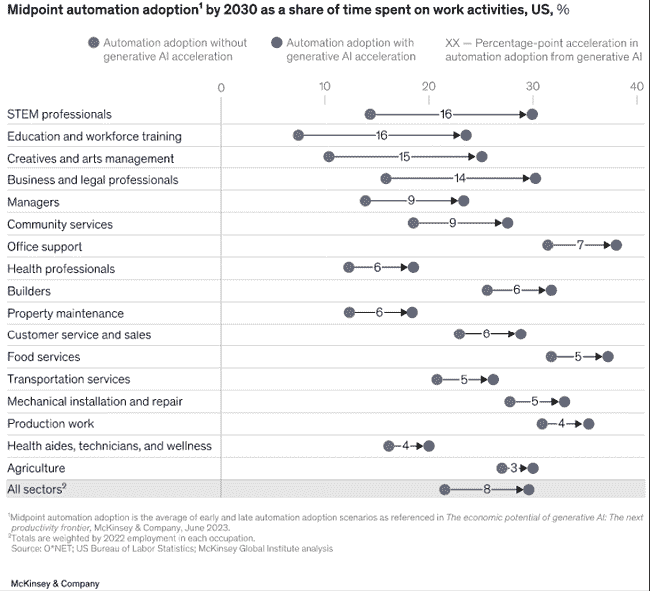 Midpoint automation adoption¹ by 2030 as a share of time spent on work activities, US, %
Automation adoption without generative AI acceleration
Automation adoption with generative AI acceleration
XX — Percentage-point acceleration in automation adoption from generative AI
0 10 20 30 40
STEM professionals 16
Education and workforce training 16
Creatives and arts management 15
Business and legal professionals 14
Managers 9
Community services 9
Office support 7
Health professionals 6
Builders 6
Property maintenance 6
Customer service and sales 6
Food services 5
Transportation services 5
Mechanical installation and repair 5
Production work 4
Health aides, technicians, and wellness 4
Agriculture 3
All sectors² 8
¹Midpoint automation adoption is the average of early and late automation adoption scenarios as referenced in The economic potential of generative AI: The next
productivity frontier, McKinsey & Company, June 2023.
²Totals are weighted by 2022 employment in each occupation.
Source: O*NET; US Bureau of Labor Statistics; McKinsey Global Institute analysis
McKinsey & Company